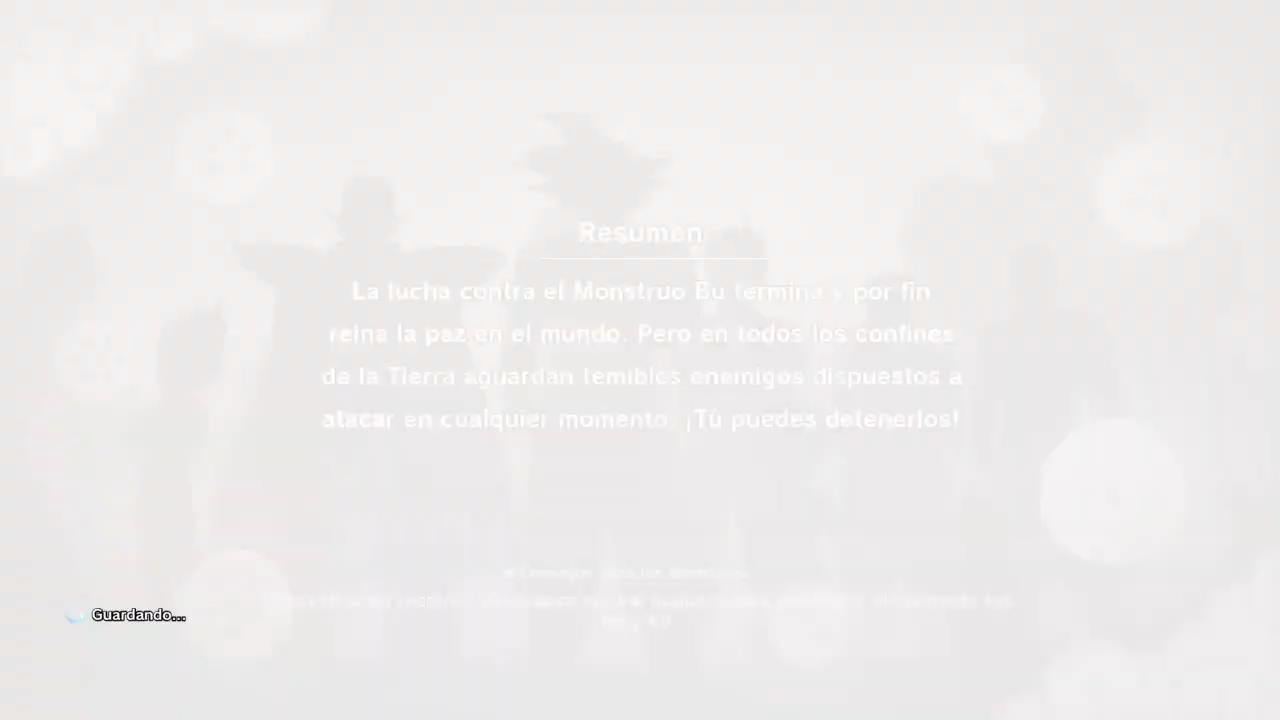 Resumen
La lucha contra el Monstruo Bu termina y por fin
reina la paz en el mundo. Pero en todos los confines
de la Tierra aguardan temibles enemigos dispuestos a
atacar en cualquier momento. ¡Tú puedes detenerlos!
Guardando...